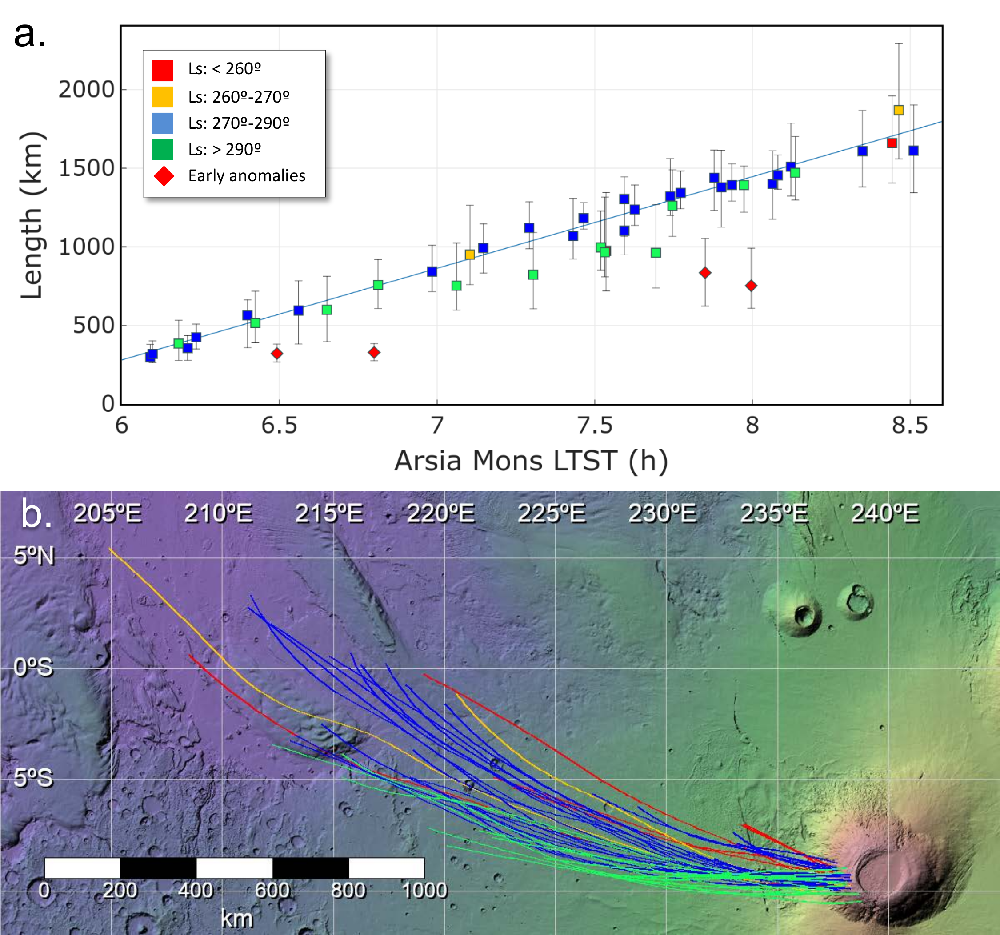 a.
Ls: < 260º
Ls: 260º-270º
Ls: 270º-290º
Ls: > 290º
Early anomalies
2000
1500
1000
500
0
Length (km)
6 6.5 7 7.5 8 8.5
Arsia Mons LTST (h)
b.
205ºE 210ºE 215ºE 220ºE 225ºE 230ºE 235ºE 240ºE
5ºN
0ºS
5ºS
0 200 400 600 800 1000
km